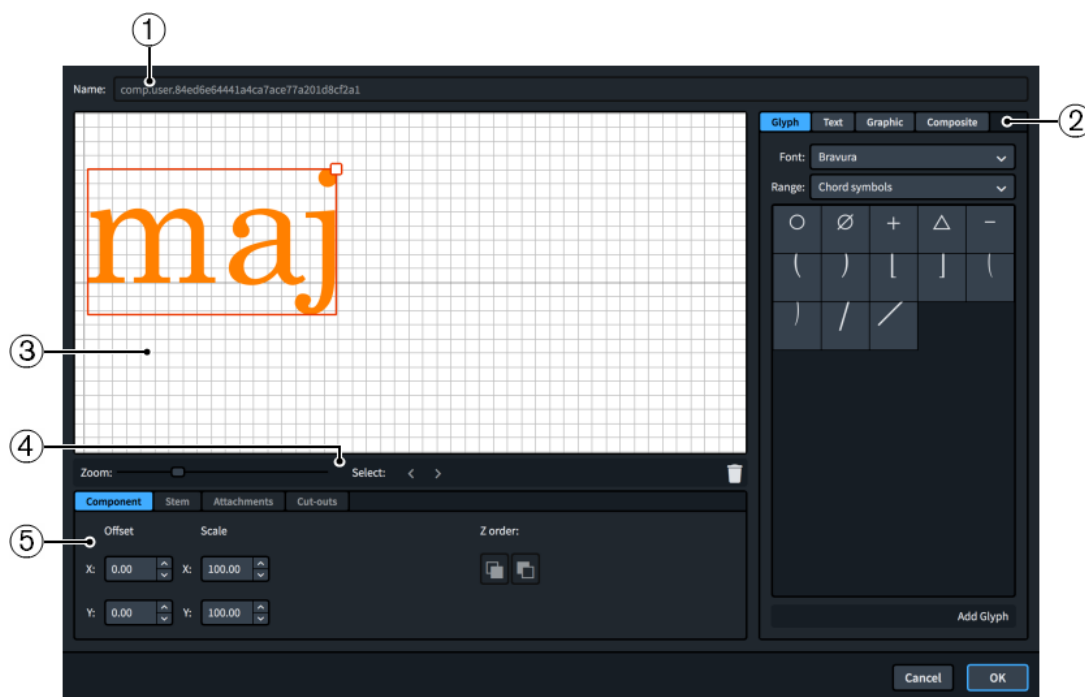 ①
Name: comp.user.84ed6e64441a4ca7ace77a201d8cf2a1
Glyph Text Graphic Composite
②
Font: Bravura
Range: Chord symbols
maj
③
④
Zoom: Select: < >
Component Stem Attachments Cut-outs
⑤
Offset Scale Z order:
X: 0.00 X: 100.00
Y: 0.00 Y: 100.00
Add Glyph
Cancel OK